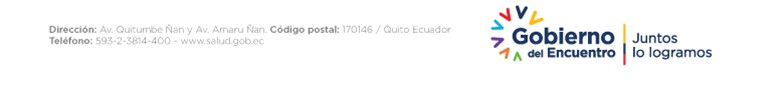 Dirección: Av. Quitumbe Ñan y Av. Amaru Ñan. Código postal: 170146 / Quito Ecuador
Teléfono: 593-2-3814-400 - www.salud.gob.ec
Gobierno
del Encuentro
Juntos
lo logramos